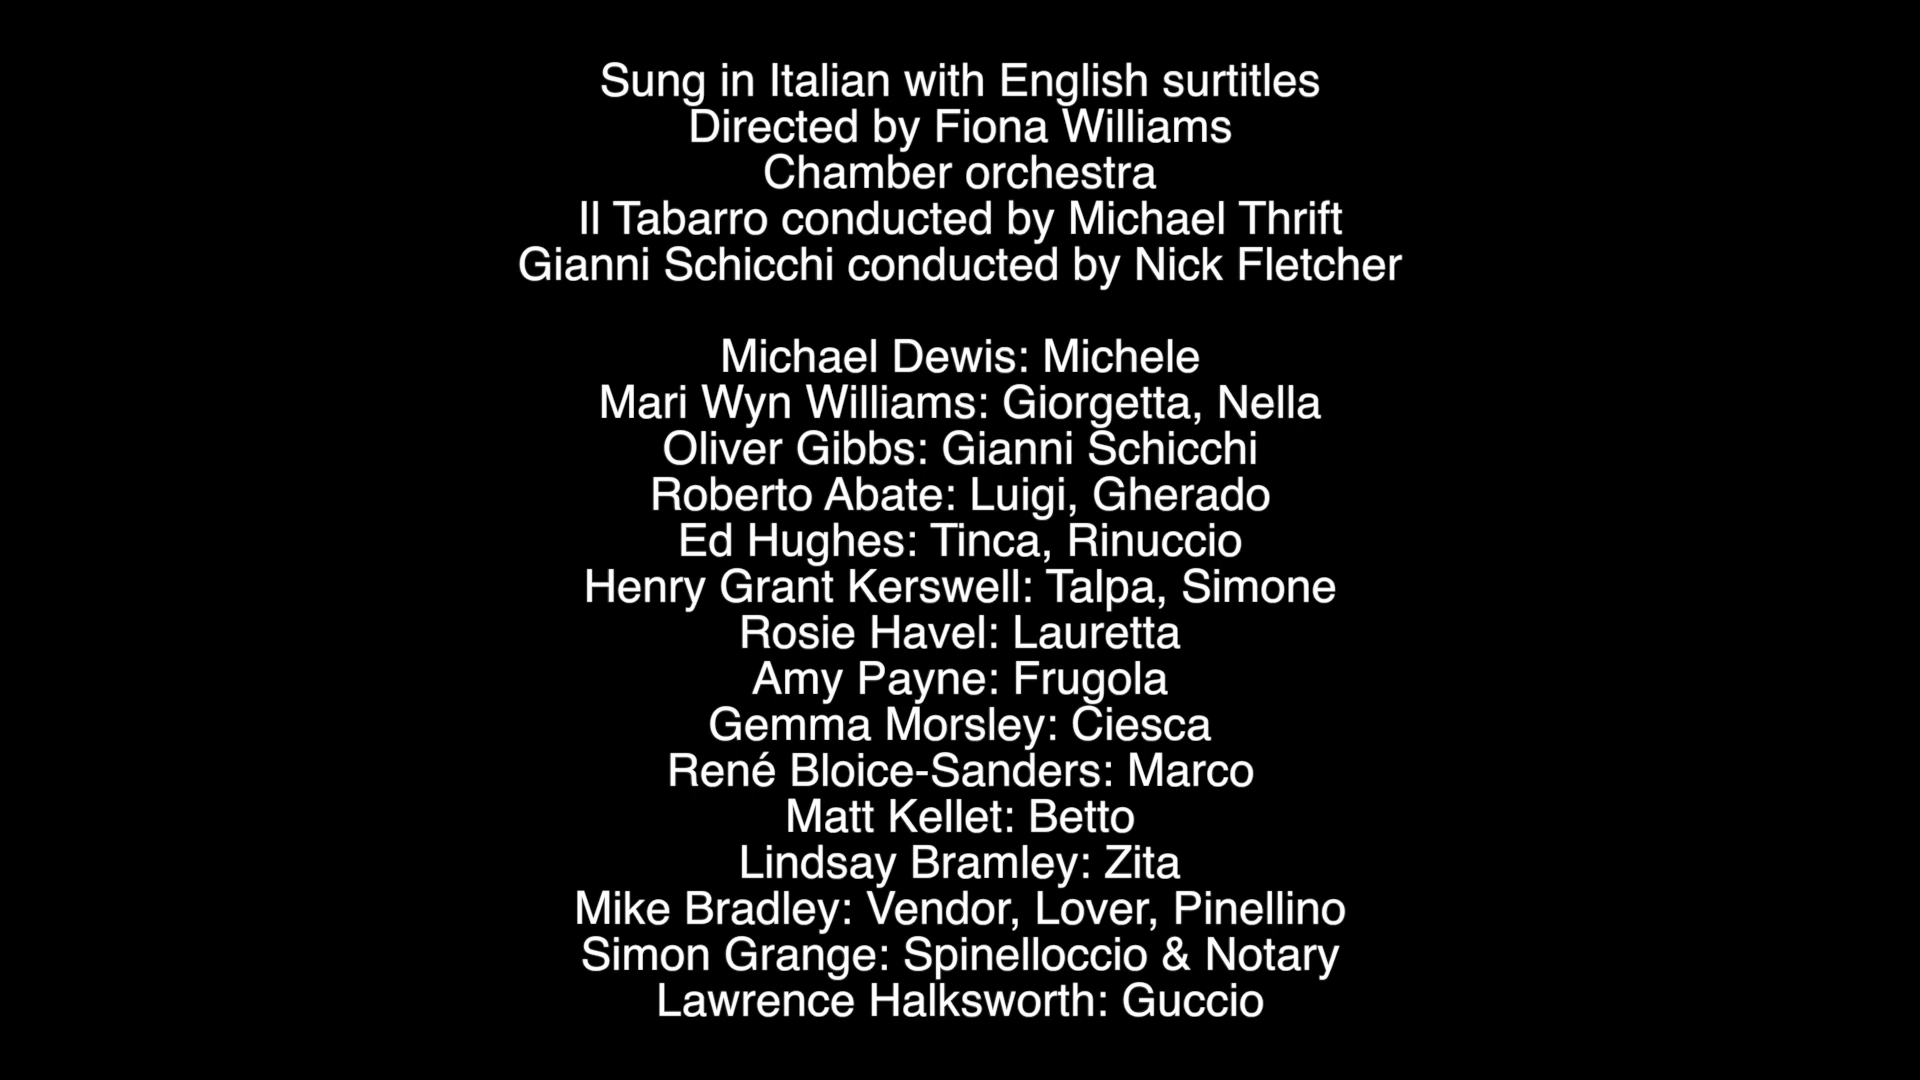 Sung in Italian with English surtitles
Directed by Fiona Williams
Chamber orchestra
Il Tabarro conducted by Michael Thrift
Gianni Schicchi conducted by Nick Fletcher
Michael Dewis: Michele
Mari Wyn Williams: Giorgetta, Nella
Oliver Gibbs: Gianni Schicchi
Roberto Abate: Luigi, Gherado
Ed Hughes: Tinca, Rinuccio
Henry Grant Kerswell: Talpa, Simone
Rosie Havel: Lauretta
Amy Payne: Frugola
Gemma Morsley: Ciesca
René Bloice-Sanders: Marco
Matt Kellet: Betto
Lindsay Bramley: Zita
Mike Bradley: Vendor, Lover, Pinellino
Simon Grange: Spinelloccio & Notary
Lawrence Halksworth: Guccio